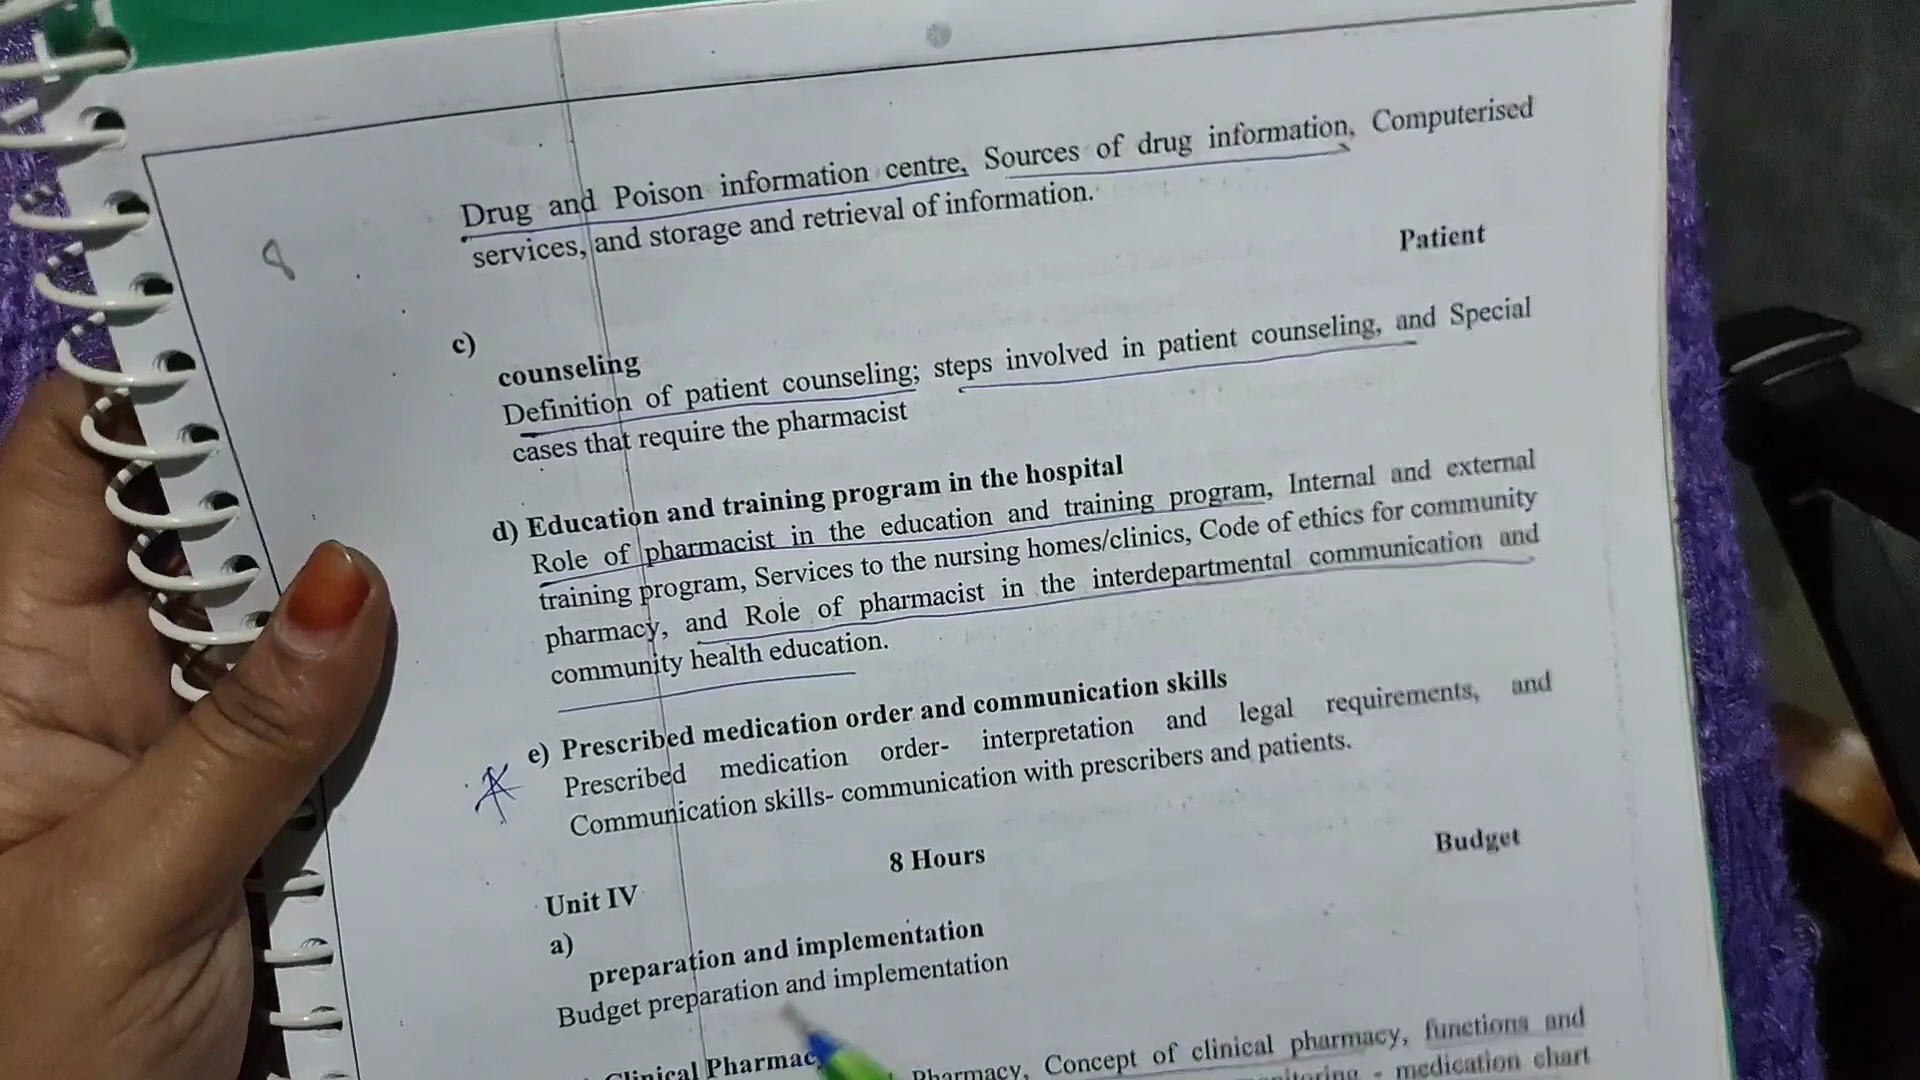 Drug and Poison information centre, Sources of drug information, Computerised
services, and storage and retrieval of information.
Patient
c)
counseling
Definition of patient counseling; steps involved in patient counseling, and Special
cases that require the pharmacist
d) Education and training program in the hospital
Role of pharmacist in the education and training program, Internal and external
training program, Services to the nursing homes/clinics, Code of ethics for community
pharmacy, and Role of pharmacist in the interdepartmental communication and
community health education.
e) Prescribed medication order and communication skills
Prescribed medication order- interpretation and legal requirements, and
Communication skills- communication with prescribers and patients.
Budget
8 Hours
Unit IV
a)
preparation and implementation
Budget preparation and implementation
Clinical Pharmacy
Pharmacy, Concept of clinical pharmacy, functions and
- medication chart